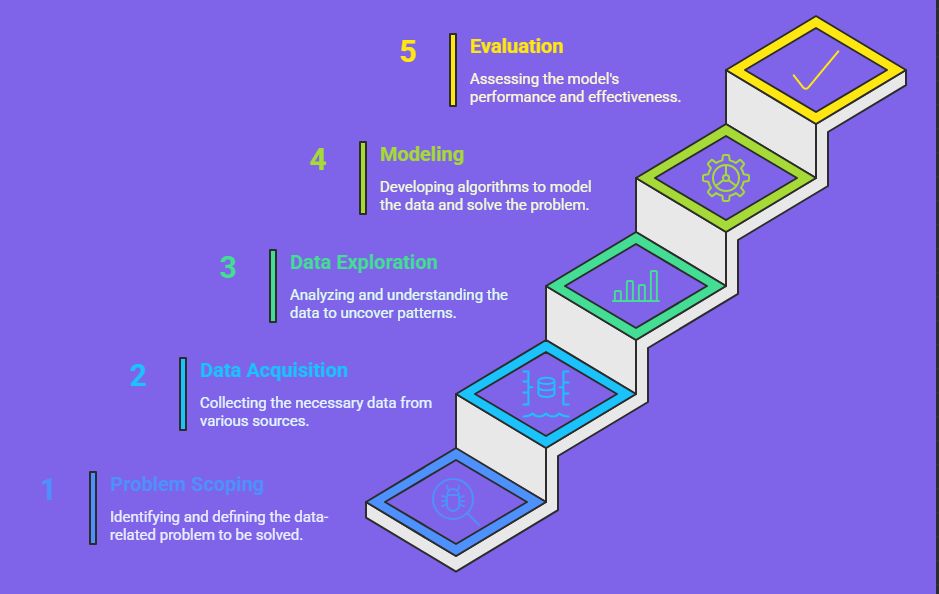 5
Evaluation
Assessing the model's
performance and effectiveness.
4
Modeling
Developing algorithms to model
the data and solve the problem.
3
Data Exploration
Analyzing and understanding the
data to uncover patterns.
2
Data Acquisition
Collecting the necessary data from
various sources.
1
Problem Scoping
Identifying and defining the data-
related problem to be solved.